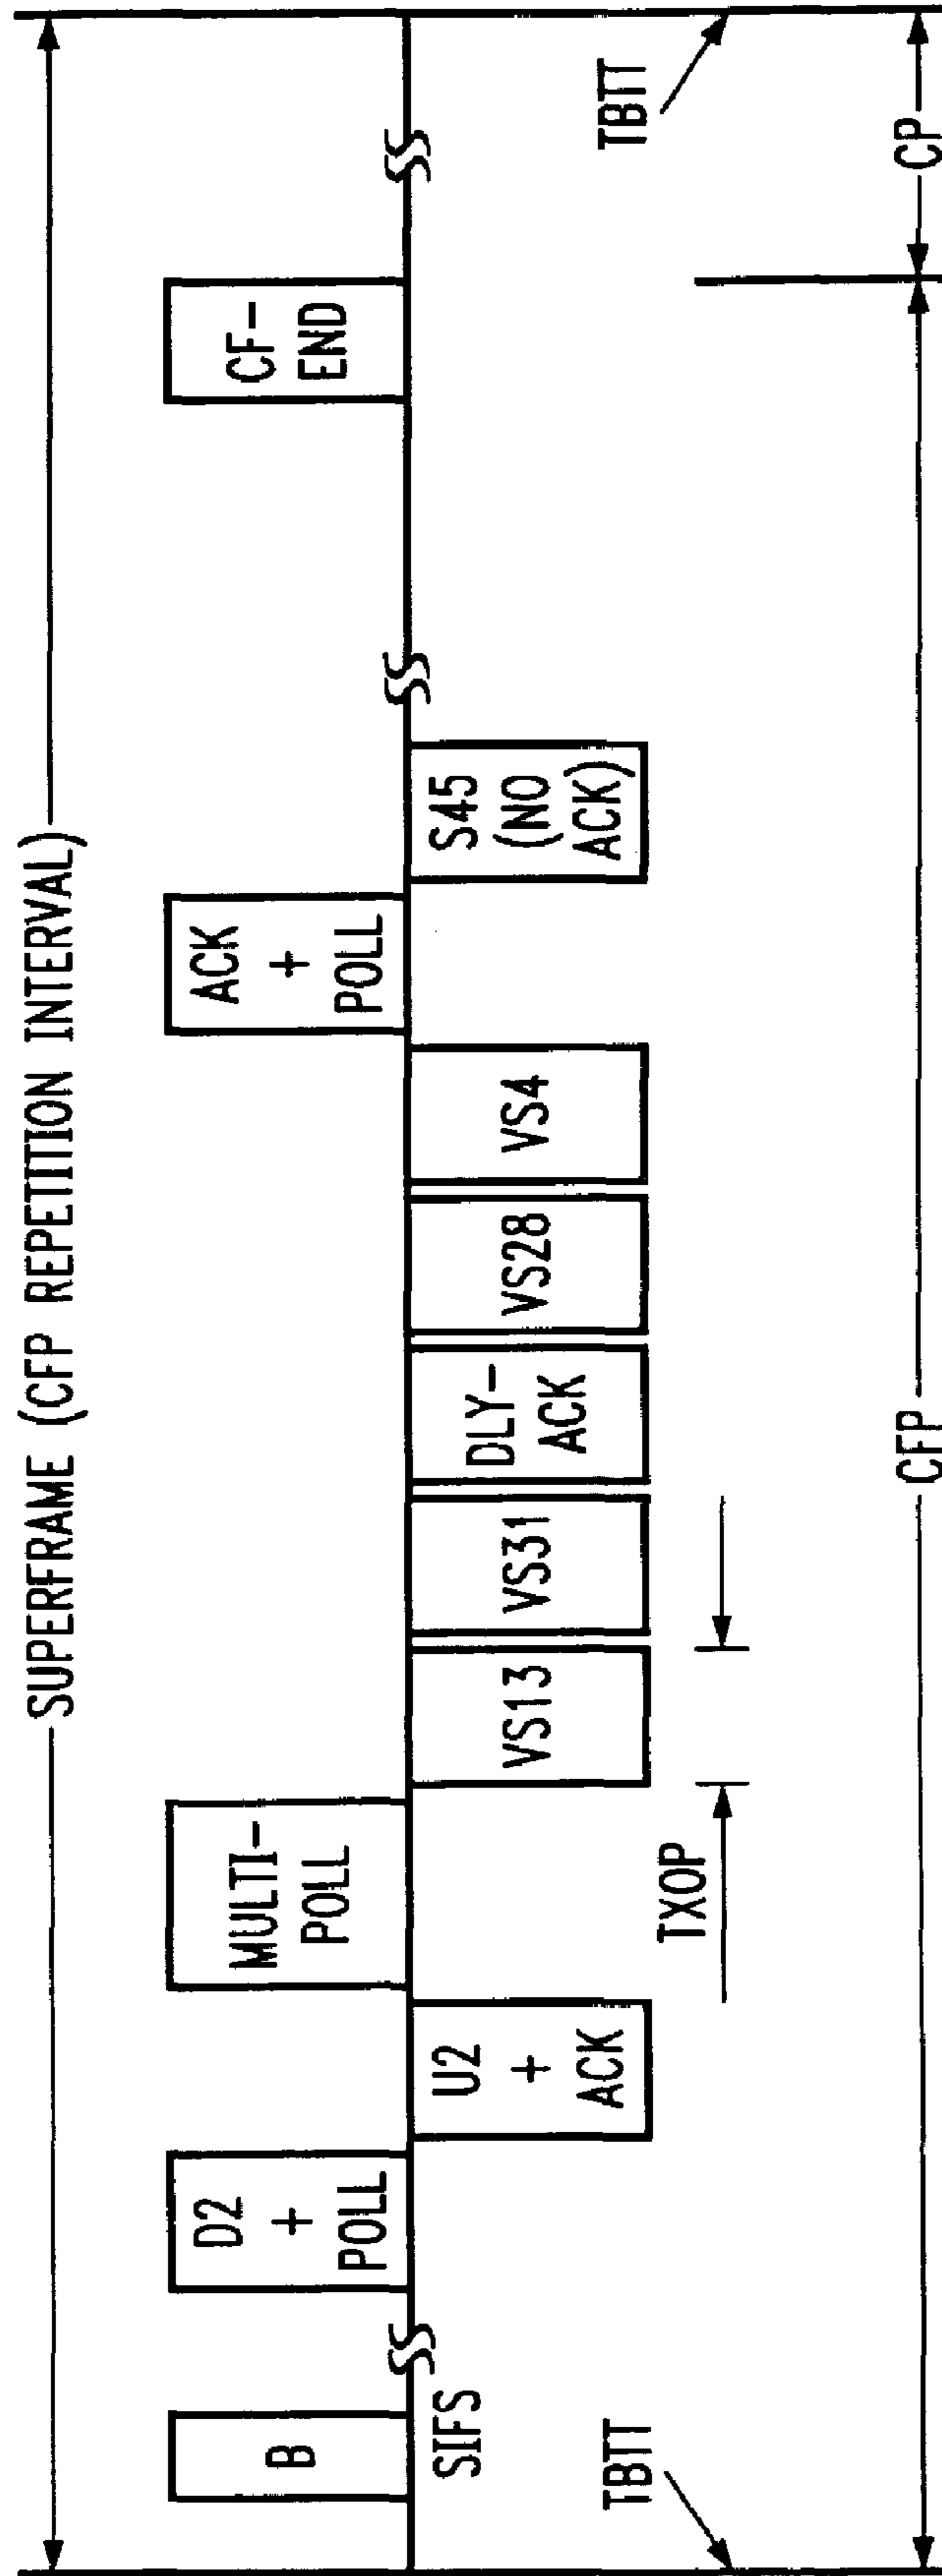 SUPERFRAME (CFP REPETITION INTERVAL)
B
D2
+
POLL
MULTI-
POLL
ACK
+
POLL
CF-
END
SIFS
U2
+
ACK
VS13
VS31
DLY-
ACK
VS28
VS4
S45
(NO
ACK)
TBTT
TXOP
TBTT
CFP
CP